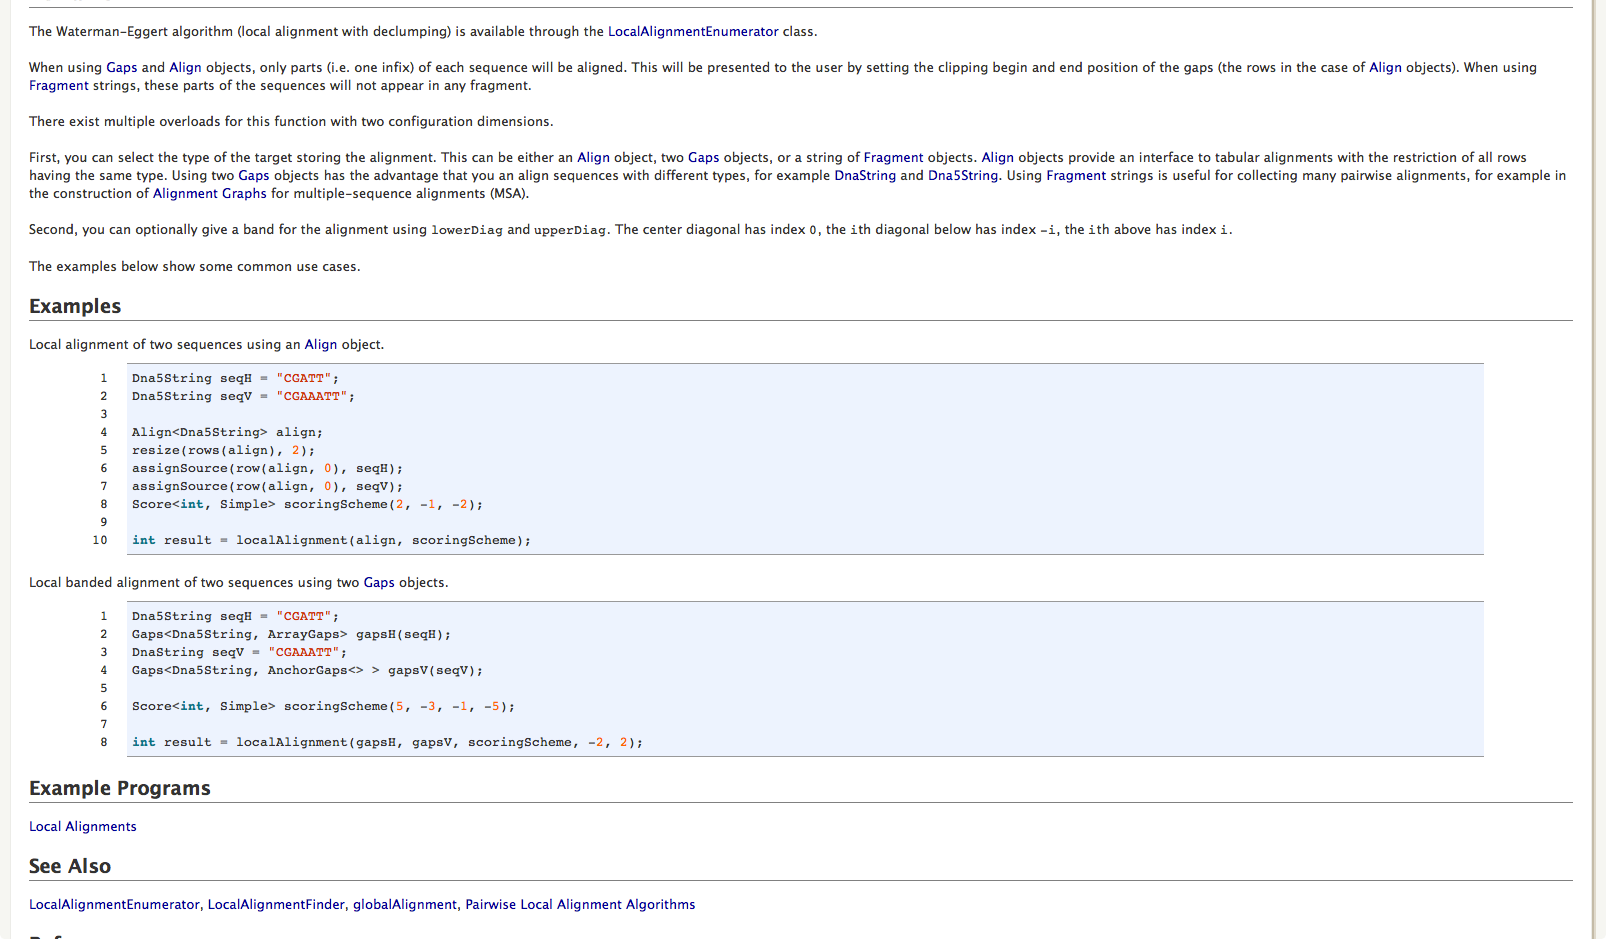 The Waterman-Eggert algorithm (local alignment with declumping) is available through the LocalAlignmentEnumerator class.
When using Gaps and Align objects, only parts (i.e. one infix) of each sequence will be aligned. This will be presented to the user by setting the clipping begin and end position of the gaps (the rows in the case of Align objects). When using
Fragment strings, these parts of the sequences will not appear in any fragment.
There exist multiple overloads for this function with two configuration dimensions.
First, you can select the type of the target storing the alignment. This can be either an Align object, two Gaps objects, or a string of Fragment objects. Align objects provide an interface to tabular alignments with the restriction of all rows
having the same type. Using two Gaps objects has the advantage that you an align sequences with different types, for example DnaString and Dna5String. Using Fragment strings is useful for collecting many pairwise alignments, for example in
the construction of Alignment Graphs for multiple-sequence alignments (MSA).
Second, you can optionally give a band for the alignment using lowerDiag and upperDiag. The center diagonal has index 0, the ith diagonal below has index -i, the ith above has index i.
The examples below show some common use cases.
Examples
Local alignment of two sequences using an Align object.
1 Dna5String seqH = "CGATT";
2 Dna5String seqV = "CGAAATT";
3
4 Align<Dna5String> align;
5 resize(rows(align), 2);
6 assignSource(row(align, 0), seqH);
7 assignSource(row(align, 0), seqV);
8 Score<int, Simple> scoringScheme(2, -1, -2);
9
10 int result = localAlignment(align, scoringScheme);
Local banded alignment of two sequences using two Gaps objects.
1 Dna5String seqH = "CGATT";
2 Gaps<Dna5String, ArrayGaps> gapsH(seqH);
3 DnaString seqV = "CGAAATT";
4 Gaps<Dna5String, AnchorGaps<> > gapsV(seqV);
5
6 Score<int, Simple> scoringScheme(5, -3, -1, -5);
7
8 int result = localAlignment(gapsH, gapsV, scoringScheme, -2, 2);
Example Programs
Local Alignments
See Also
LocalAlignmentEnumerator, LocalAlignmentFinder, globalAlignment, Pairwise Local Alignment Algorithms